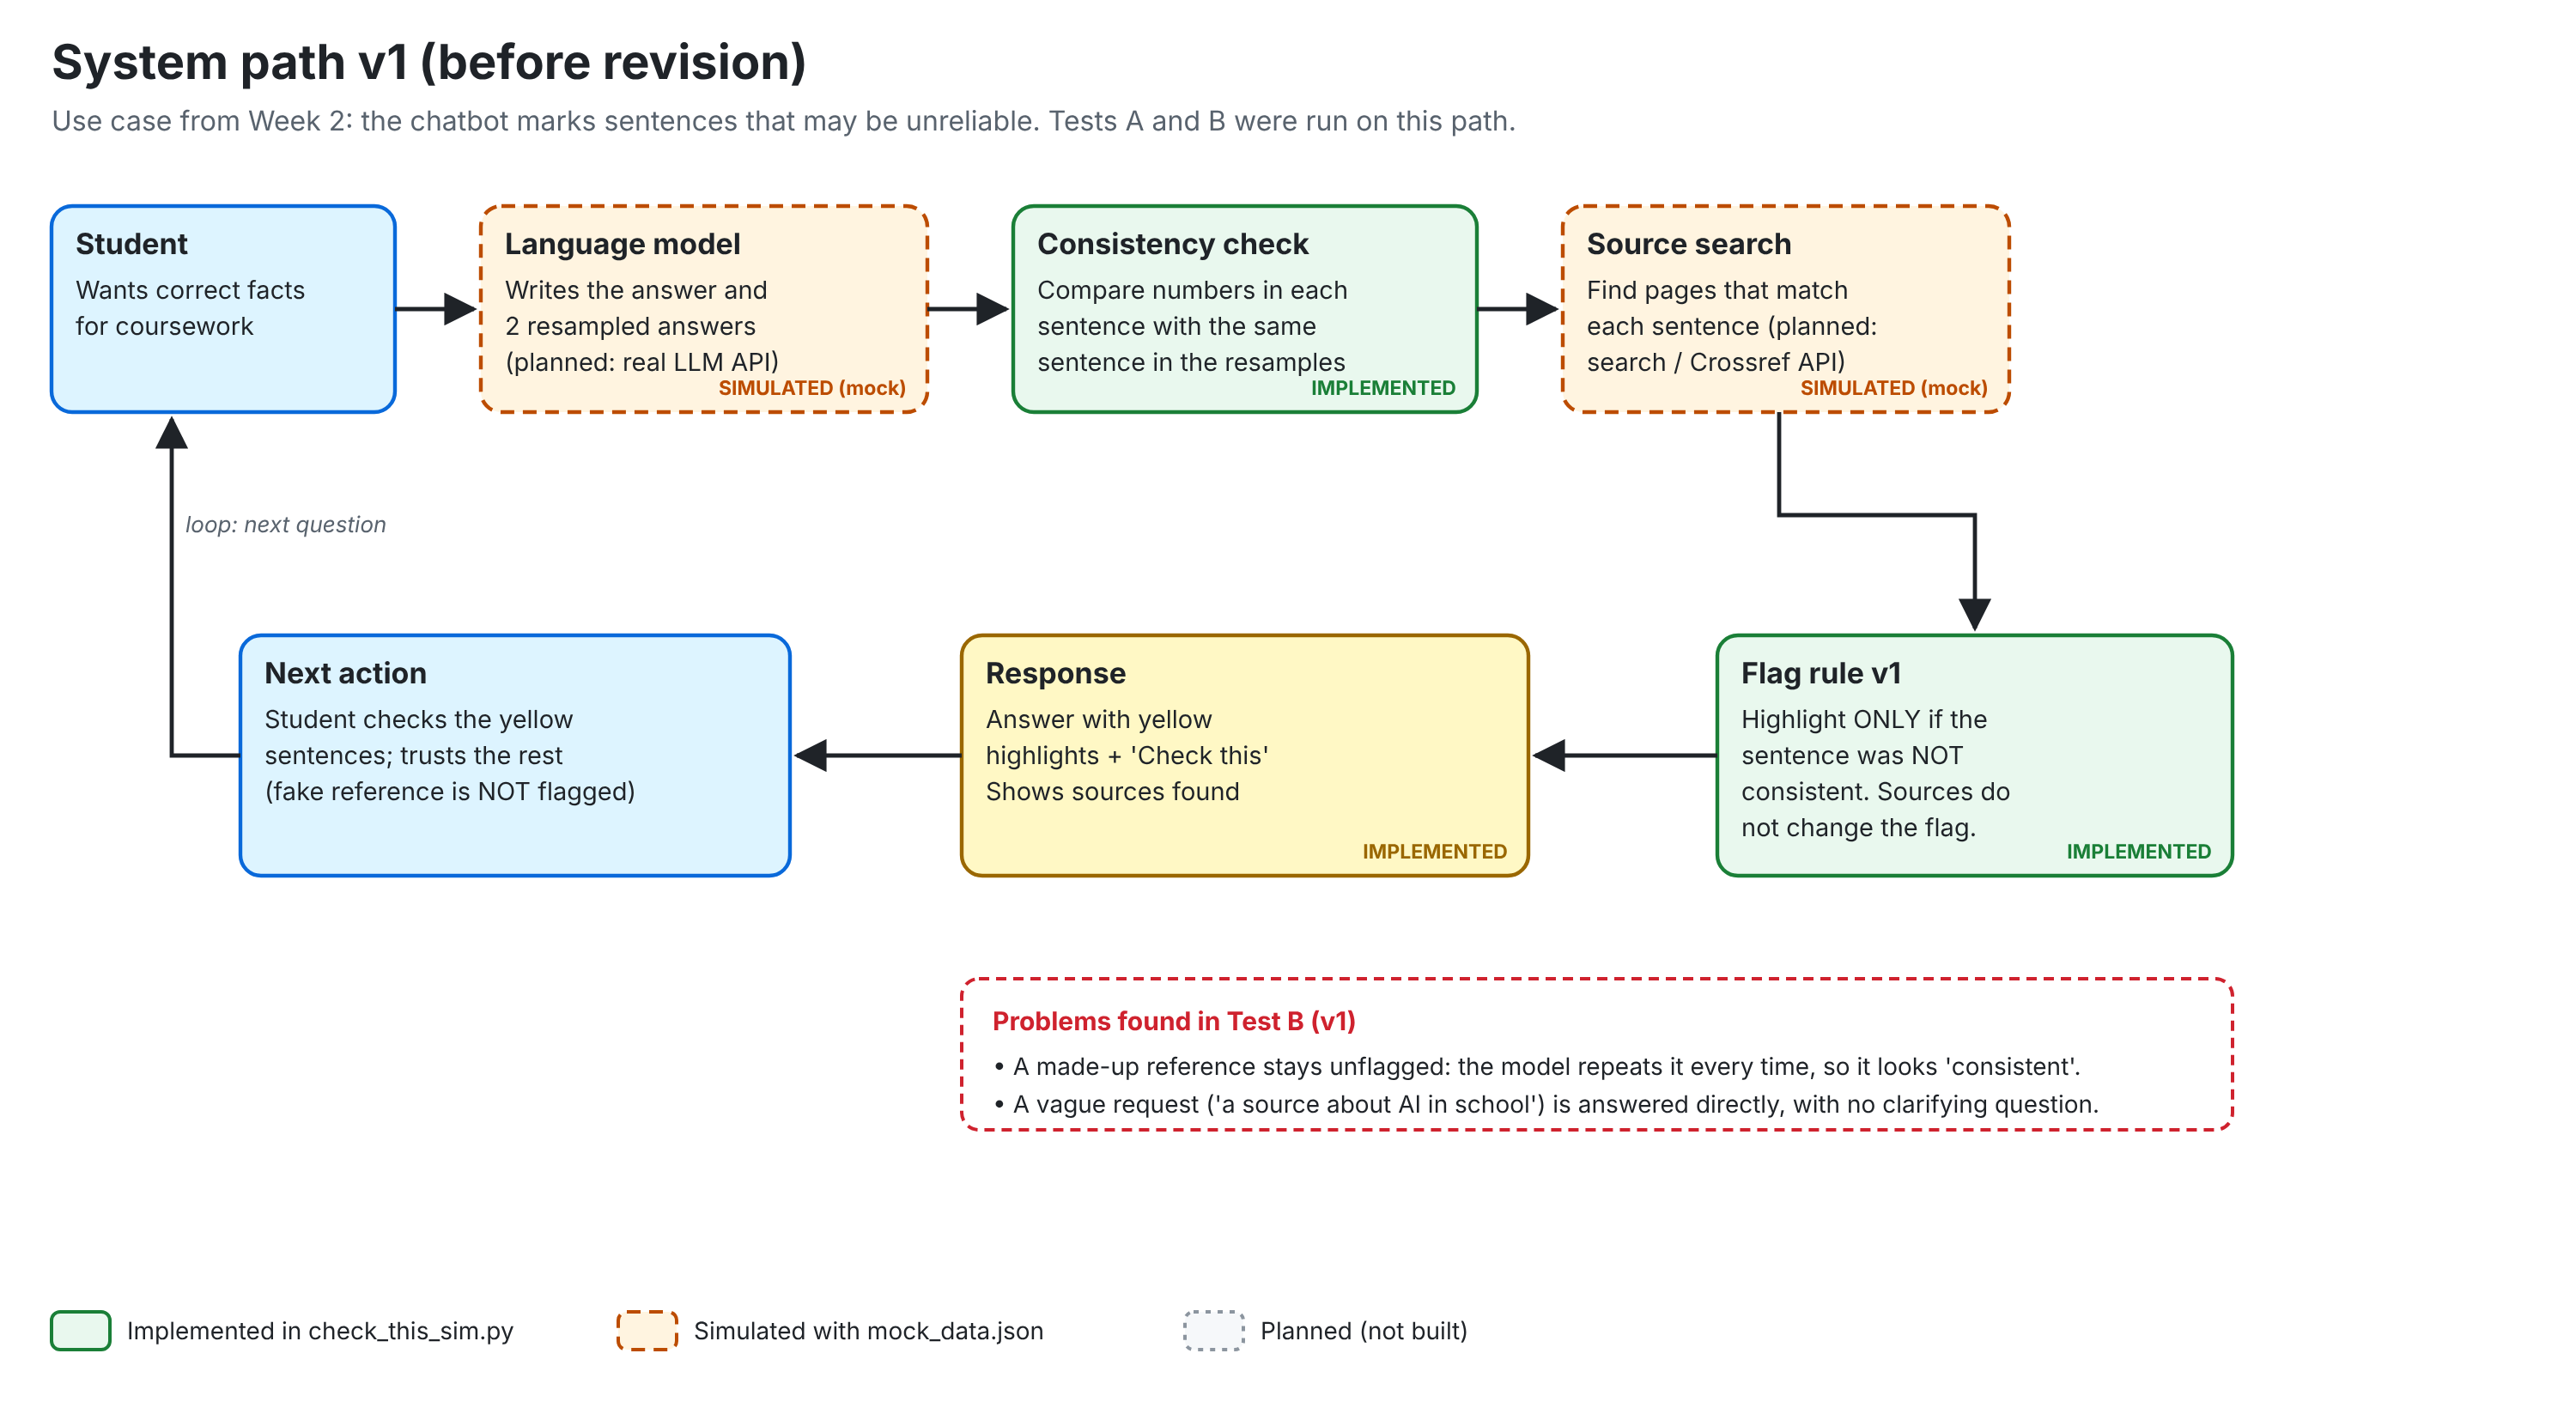 System path v1 (before revision)
Use case from Week 2: the chatbot marks sentences that may be unreliable. Tests A and B were run on this path.
Student
Wants correct facts
for coursework
Language model
Writes the answer and
2 resampled answers
(planned: real LLM API)
SIMULATED (mock)
Consistency check
Compare numbers in each
sentence with the same
sentence in the resamples
IMPLEMENTED
Source search
Find pages that match
each sentence (planned:
search / Crossref API)
SIMULATED (mock)
loop: next question
Next action
Student checks the yellow
sentences; trusts the rest
(fake reference is NOT flagged)
Response
Answer with yellow
highlights + 'Check this'
Shows sources found
IMPLEMENTED
Flag rule v1
Highlight ONLY if the
sentence was NOT
consistent. Sources do
not change the flag.
IMPLEMENTED
Problems found in Test B (v1)
• A made-up reference stays unflagged: the model repeats it every time, so it looks 'consistent'.
• A vague request ('a source about AI in school') is answered directly, with no clarifying question.
Implemented in check_this_sim.py
Simulated with mock_data.json
Planned (not built)